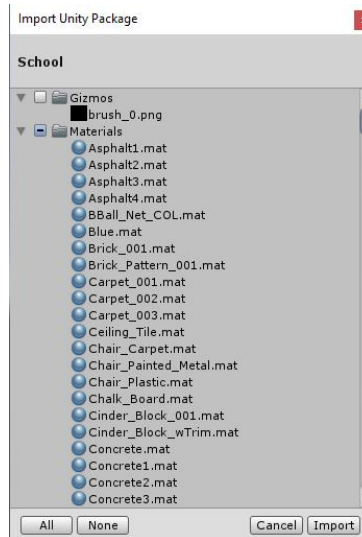 Import Unity Package
School
Gizmos
brush_0.png
Materials
Asphalt1.mat
Asphalt2.mat
Asphalt3.mat
Asphalt4.mat
BBall_Net_COL.mat
Blue.mat
Brick_001.mat
Brick_Pattern_001.mat
Carpet_001.mat
Carpet_002.mat
Carpet_003.mat
Ceiling_Tile.mat
Chair_Carpet.mat
Chair_Painted_Metal.mat
Chair_Plastic.mat
Chalk_Board.mat
Cinder_Block_001.mat
Cinder_Block_wTrim.mat
Concrete.mat
Concrete1.mat
Concrete2.mat
Concrete3.mat
All None Cancel Import